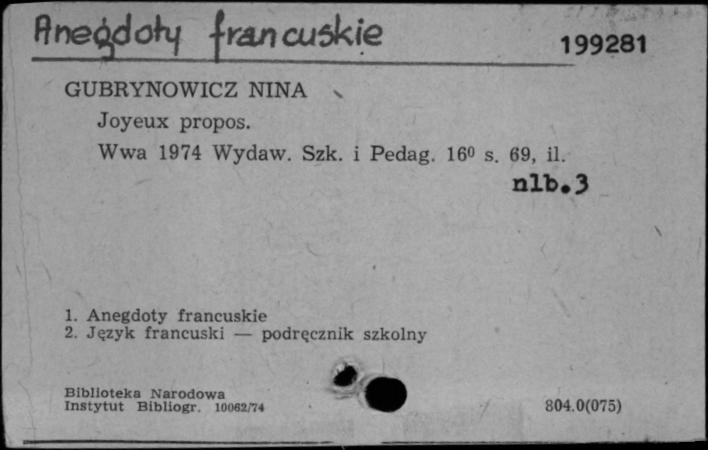 Anegdoty francuskie
199281
GUBRYNOWICZ NINA
Joyeux propos.
Wwa 1974 Wydaw. Szk. i Pedag. 16⁰ s. 69, il.
nlb.3
1. Anegdoty francuskie
2. Język francuski — podręcznik szkolny
Biblioteka Narodowa
Instytut Bibliogr. 10062/74
804.0(075)